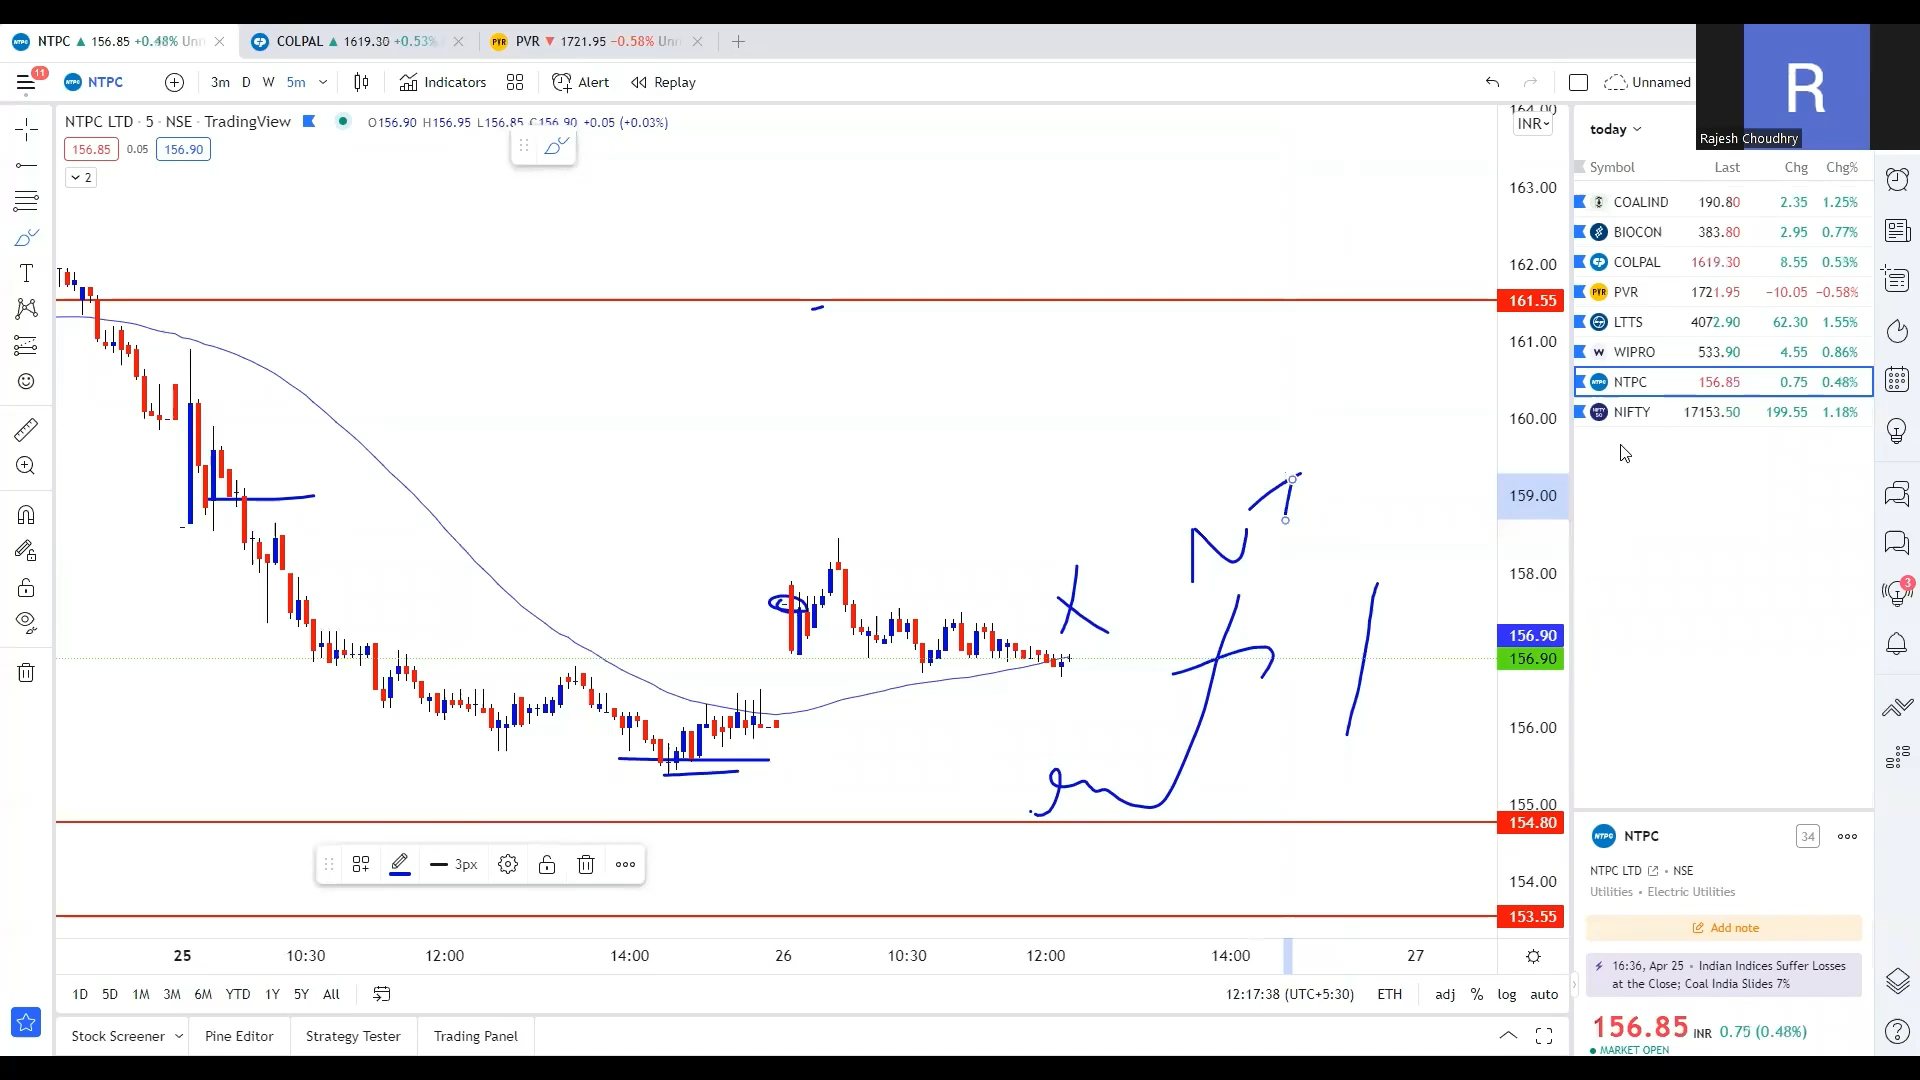 NTPC ▲ 156.85 +0.48% Unn
COLPAL ▲ 1619.30 +0.53%
PVR ▼ 1721.95 −0.58% Unn
11
NTPC
3m D W 5m
Indicators
Alert
Replay
Unnamed
R
Rajesh Choudhry
NTPC LTD · 5 · NSE · TradingView
O156.90 H156.95 L156.85 C156.90 +0.05 (+0.03%)
156.85 0.05 156.90
2
164.00
INR
163.00
162.00
161.55
161.00
160.00
159.00
158.00
156.90
156.90
156.00
155.00
154.80
154.00
153.55
3px
25 10:30 12:00 14:00 26 10:30 12:00 14:00 27
1D 5D 1M 3M 6M YTD 1Y 5Y All
12:17:38 (UTC+5:30) ETH adj % log auto
Stock Screener Pine Editor Strategy Tester Trading Panel
today
Symbol Last Chg Chg%
COALIND 190.80 2.35 1.25%
BIOCON 383.80 2.95 0.77%
COLPAL 1619.30 8.55 0.53%
PVR 1721.95 −10.05 −0.58%
LTTS 4072.90 62.30 1.55%
WIPRO 533.90 4.55 0.86%
NTPC 156.85 0.75 0.48%
NIFTY 17153.50 199.55 1.18%
3
NTPC 34
NTPC LTD • NSE
Utilities • Electric Utilities
Add note
16:36, Apr 25 • Indian Indices Suffer Losses
at the Close; Coal India Slides 7%
156.85 INR 0.75 (0.48%)
MARKET OPEN